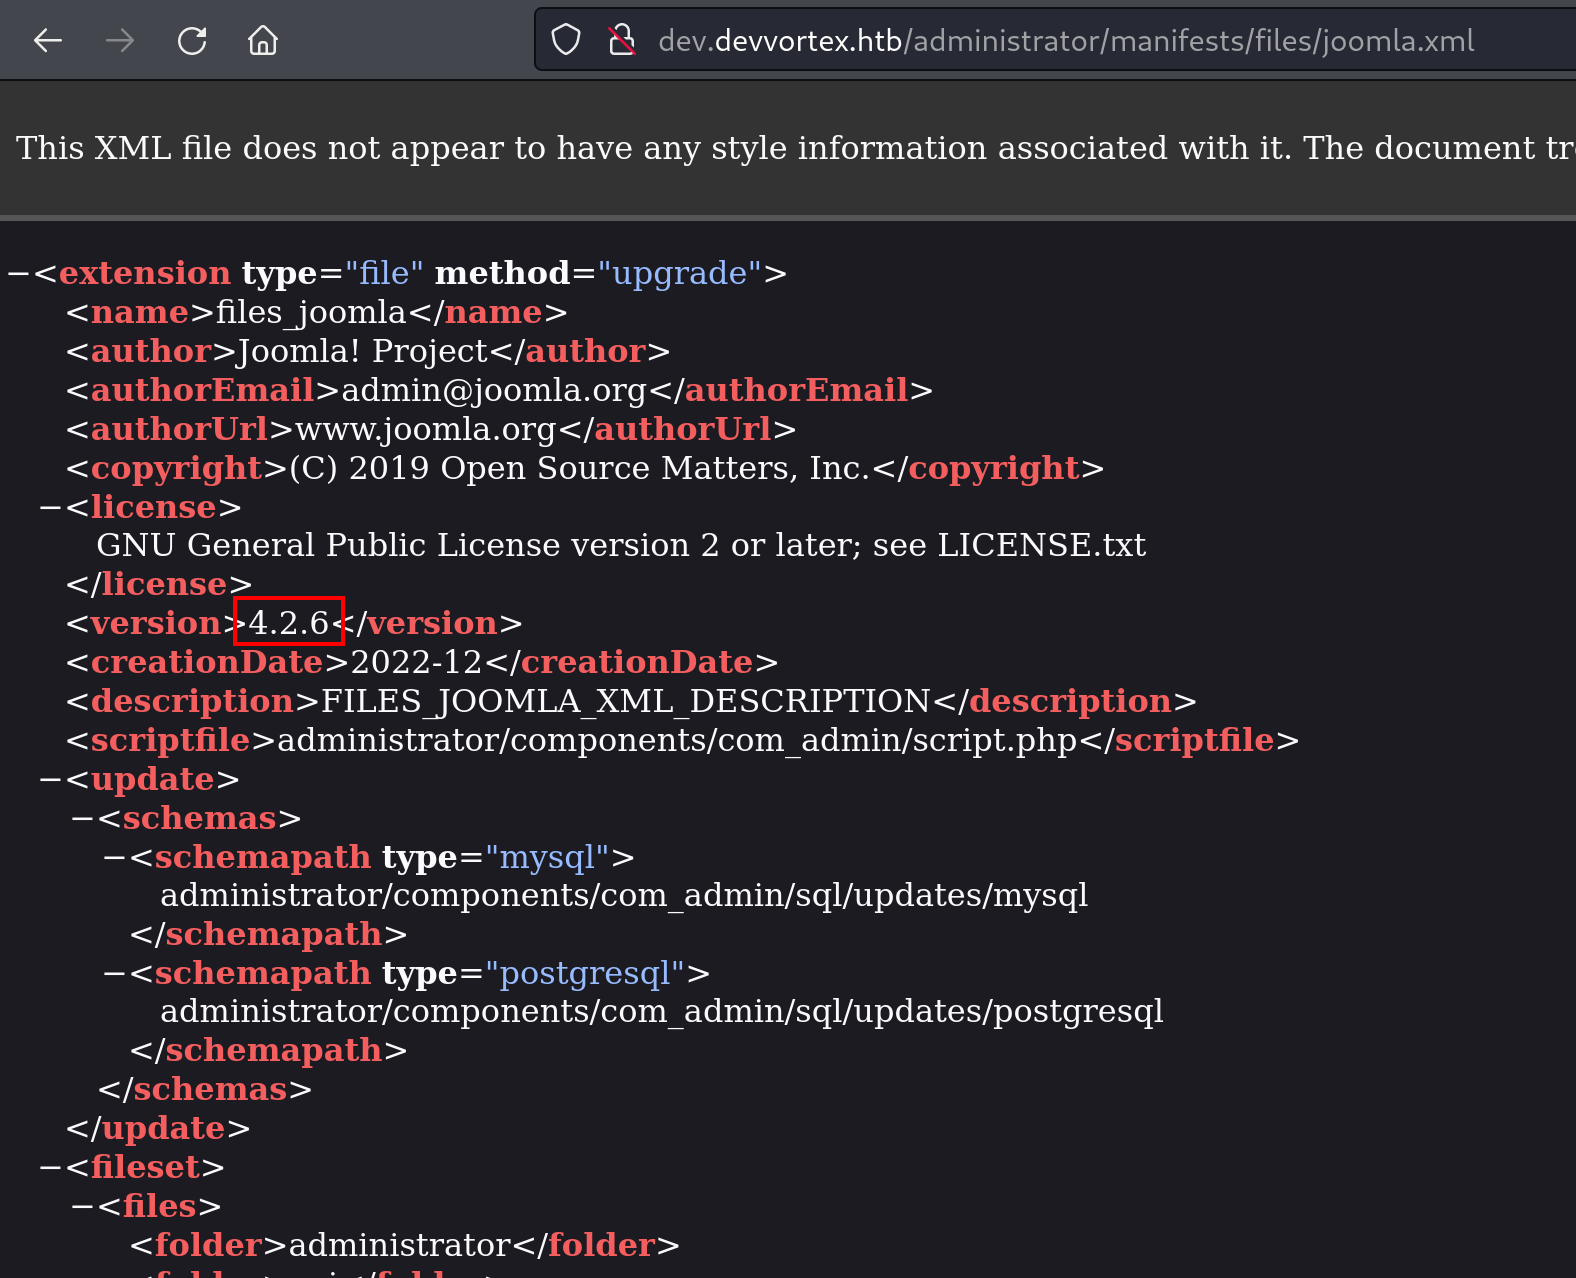 dev.devvortex.htb/administrator/manifests/files/joomla.xml
This XML file does not appear to have any style information associated with it. The document
−<extension type="file" method="upgrade">
<name>files_joomla</name>
<author>Joomla! Project</author>
<authorEmail>admin@joomla.org</authorEmail>
<authorUrl>www.joomla.org</authorUrl>
<copyright>(C) 2019 Open Source Matters, Inc.</copyright>
−<license>
GNU General Public License version 2 or later; see LICENSE.txt
</license>
<version>4.2.6</version>
<creationDate>2022-12</creationDate>
<description>FILES_JOOMLA_XML_DESCRIPTION</description>
<scriptfile>administrator/components/com_admin/script.php</scriptfile>
−<update>
−<schemas>
−<schemapath type="mysql">
administrator/components/com_admin/sql/updates/mysql
</schemapath>
−<schemapath type="postgresql">
administrator/components/com_admin/sql/updates/postgresql
</schemapath>
</schemas>
</update>
−<fileset>
−<files>
<folder>administrator</folder>